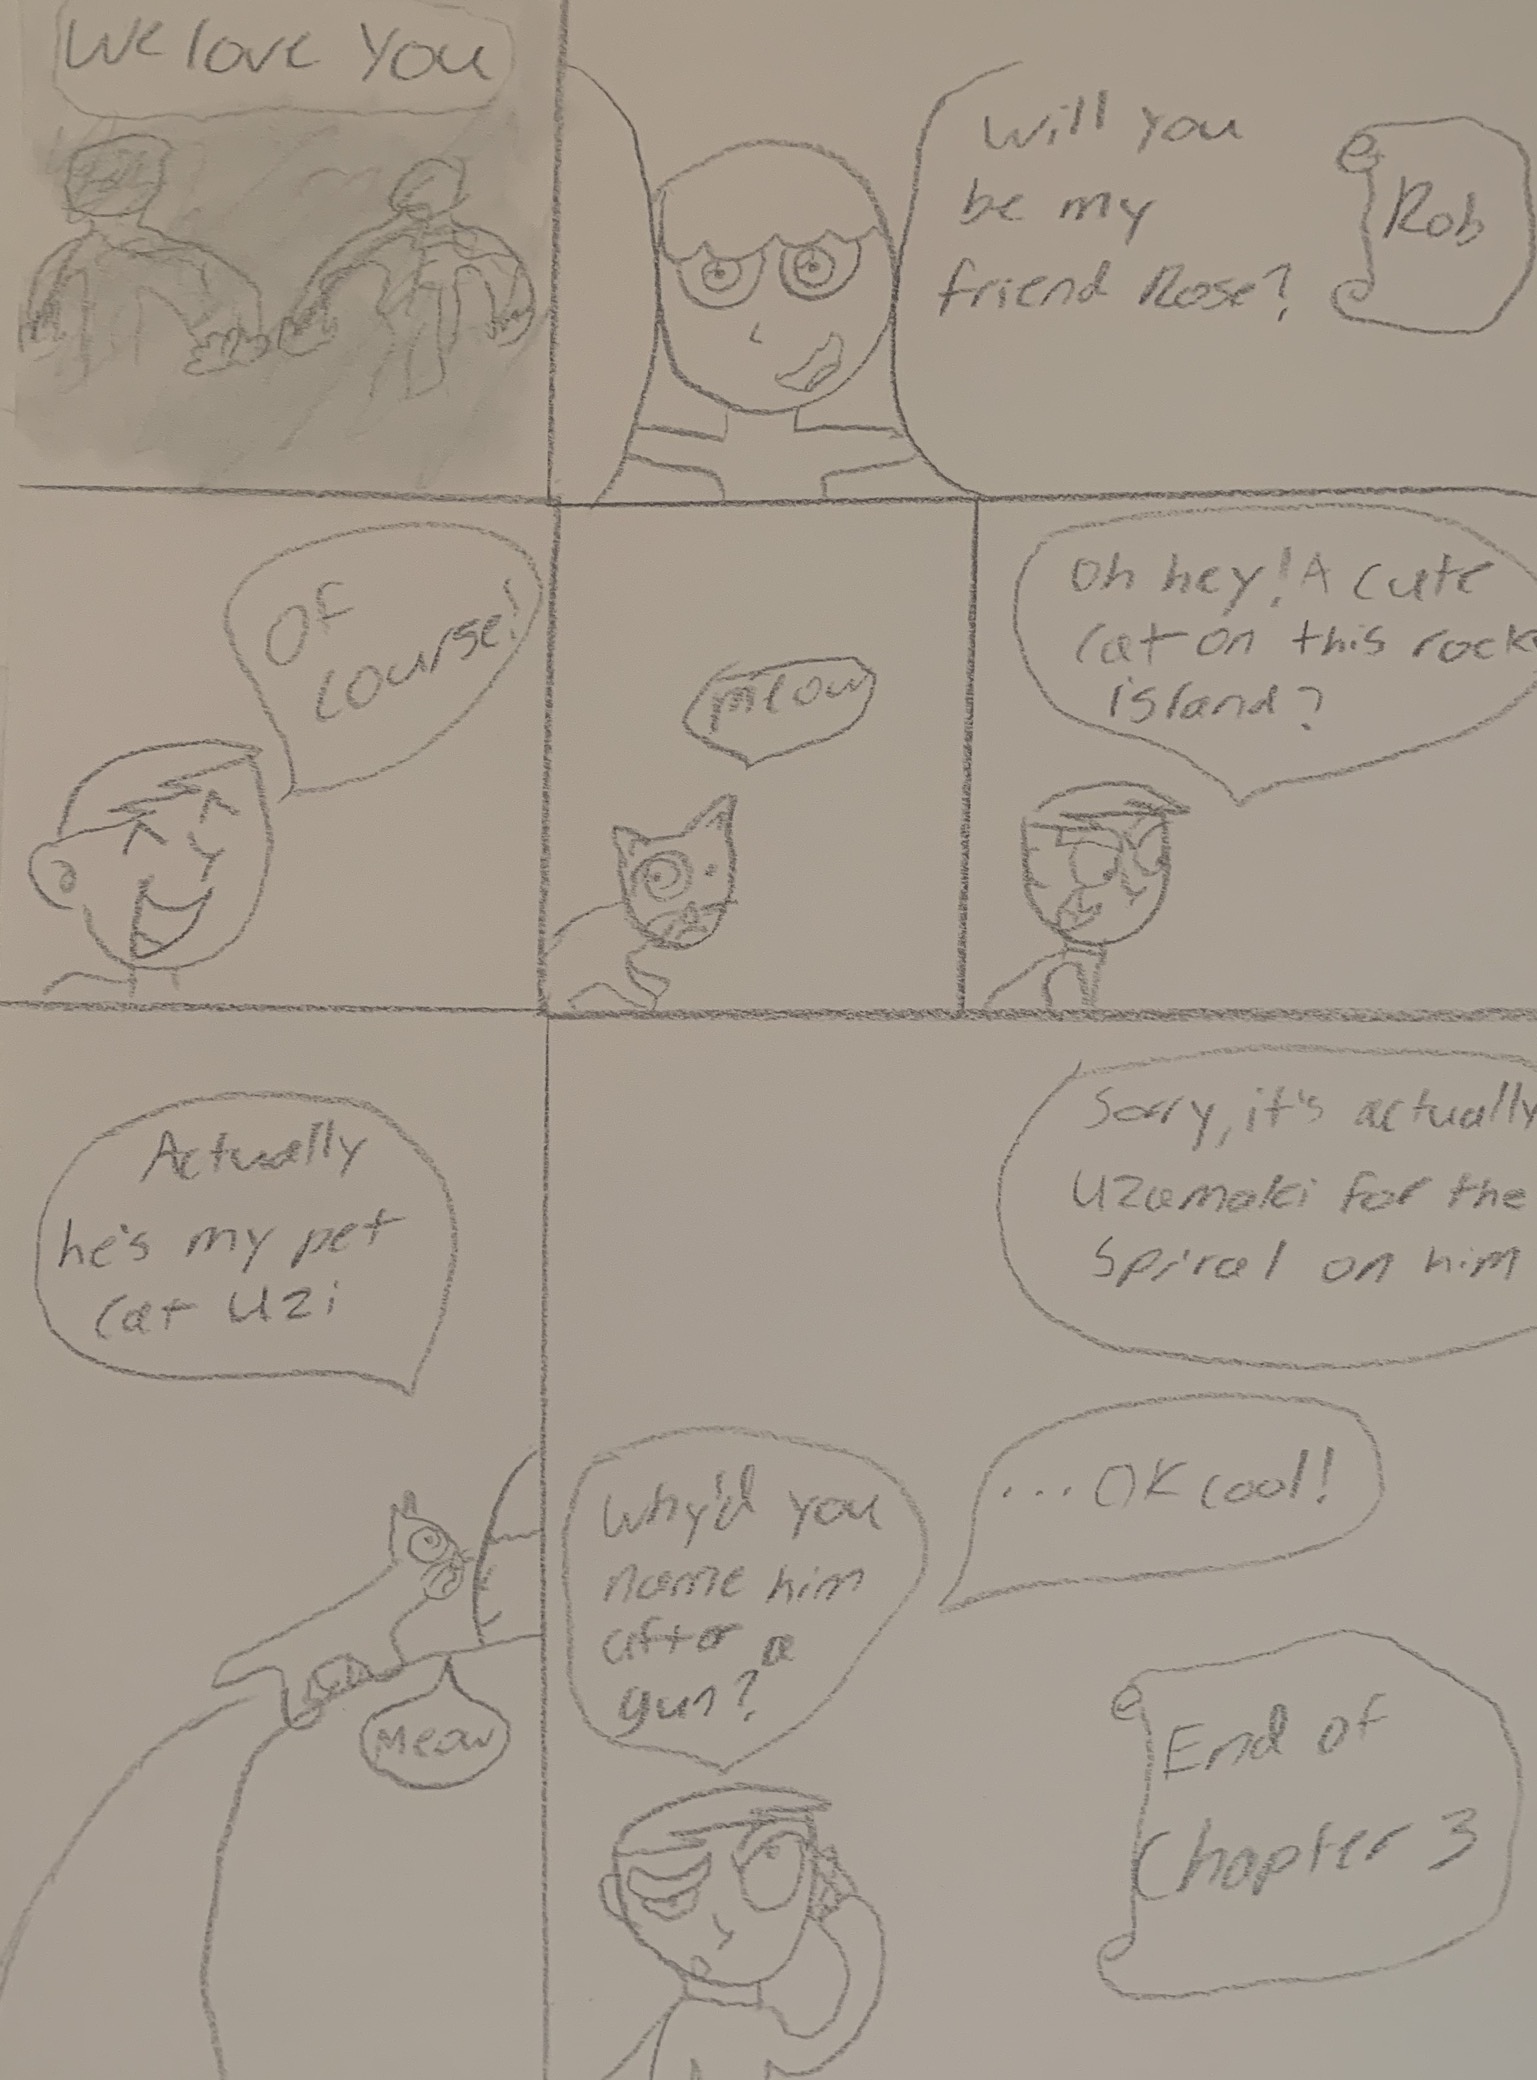 We love you
Will you
be my
friend Rose?
Rob
Of
course!
meow
Oh hey! A cute
cat on this rock
island?
Actually
he's my pet
cat Uzi
Meow
Sorry, it's actually
Uzamaki for the
spiral on him
Why'd you
name him
after a
gun?
...OK cool!
End of
Chapter 3